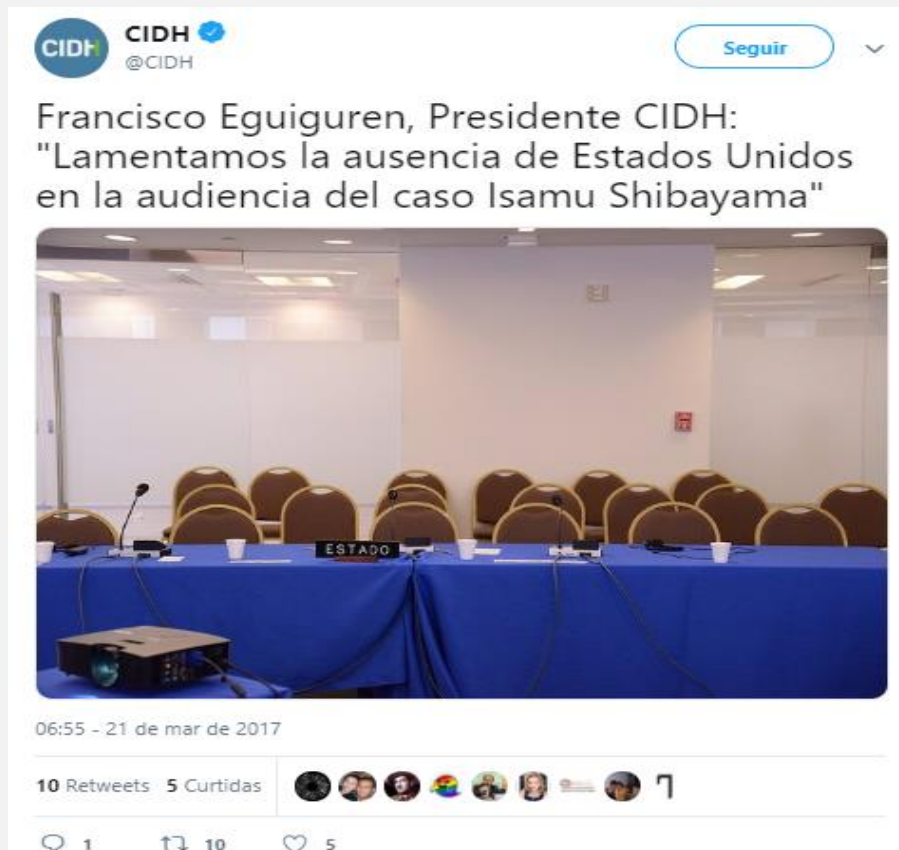 CIDH
CIDH
@CIDH
Seguir
Francisco Eguiguren, Presidente CIDH:
"Lamentamos la ausencia de Estados Unidos
en la audiencia del caso Isamu Shibayama"
ESTADO
06:55 - 21 de mar de 2017
10 Retweets 5 Curtidas
1 10 5